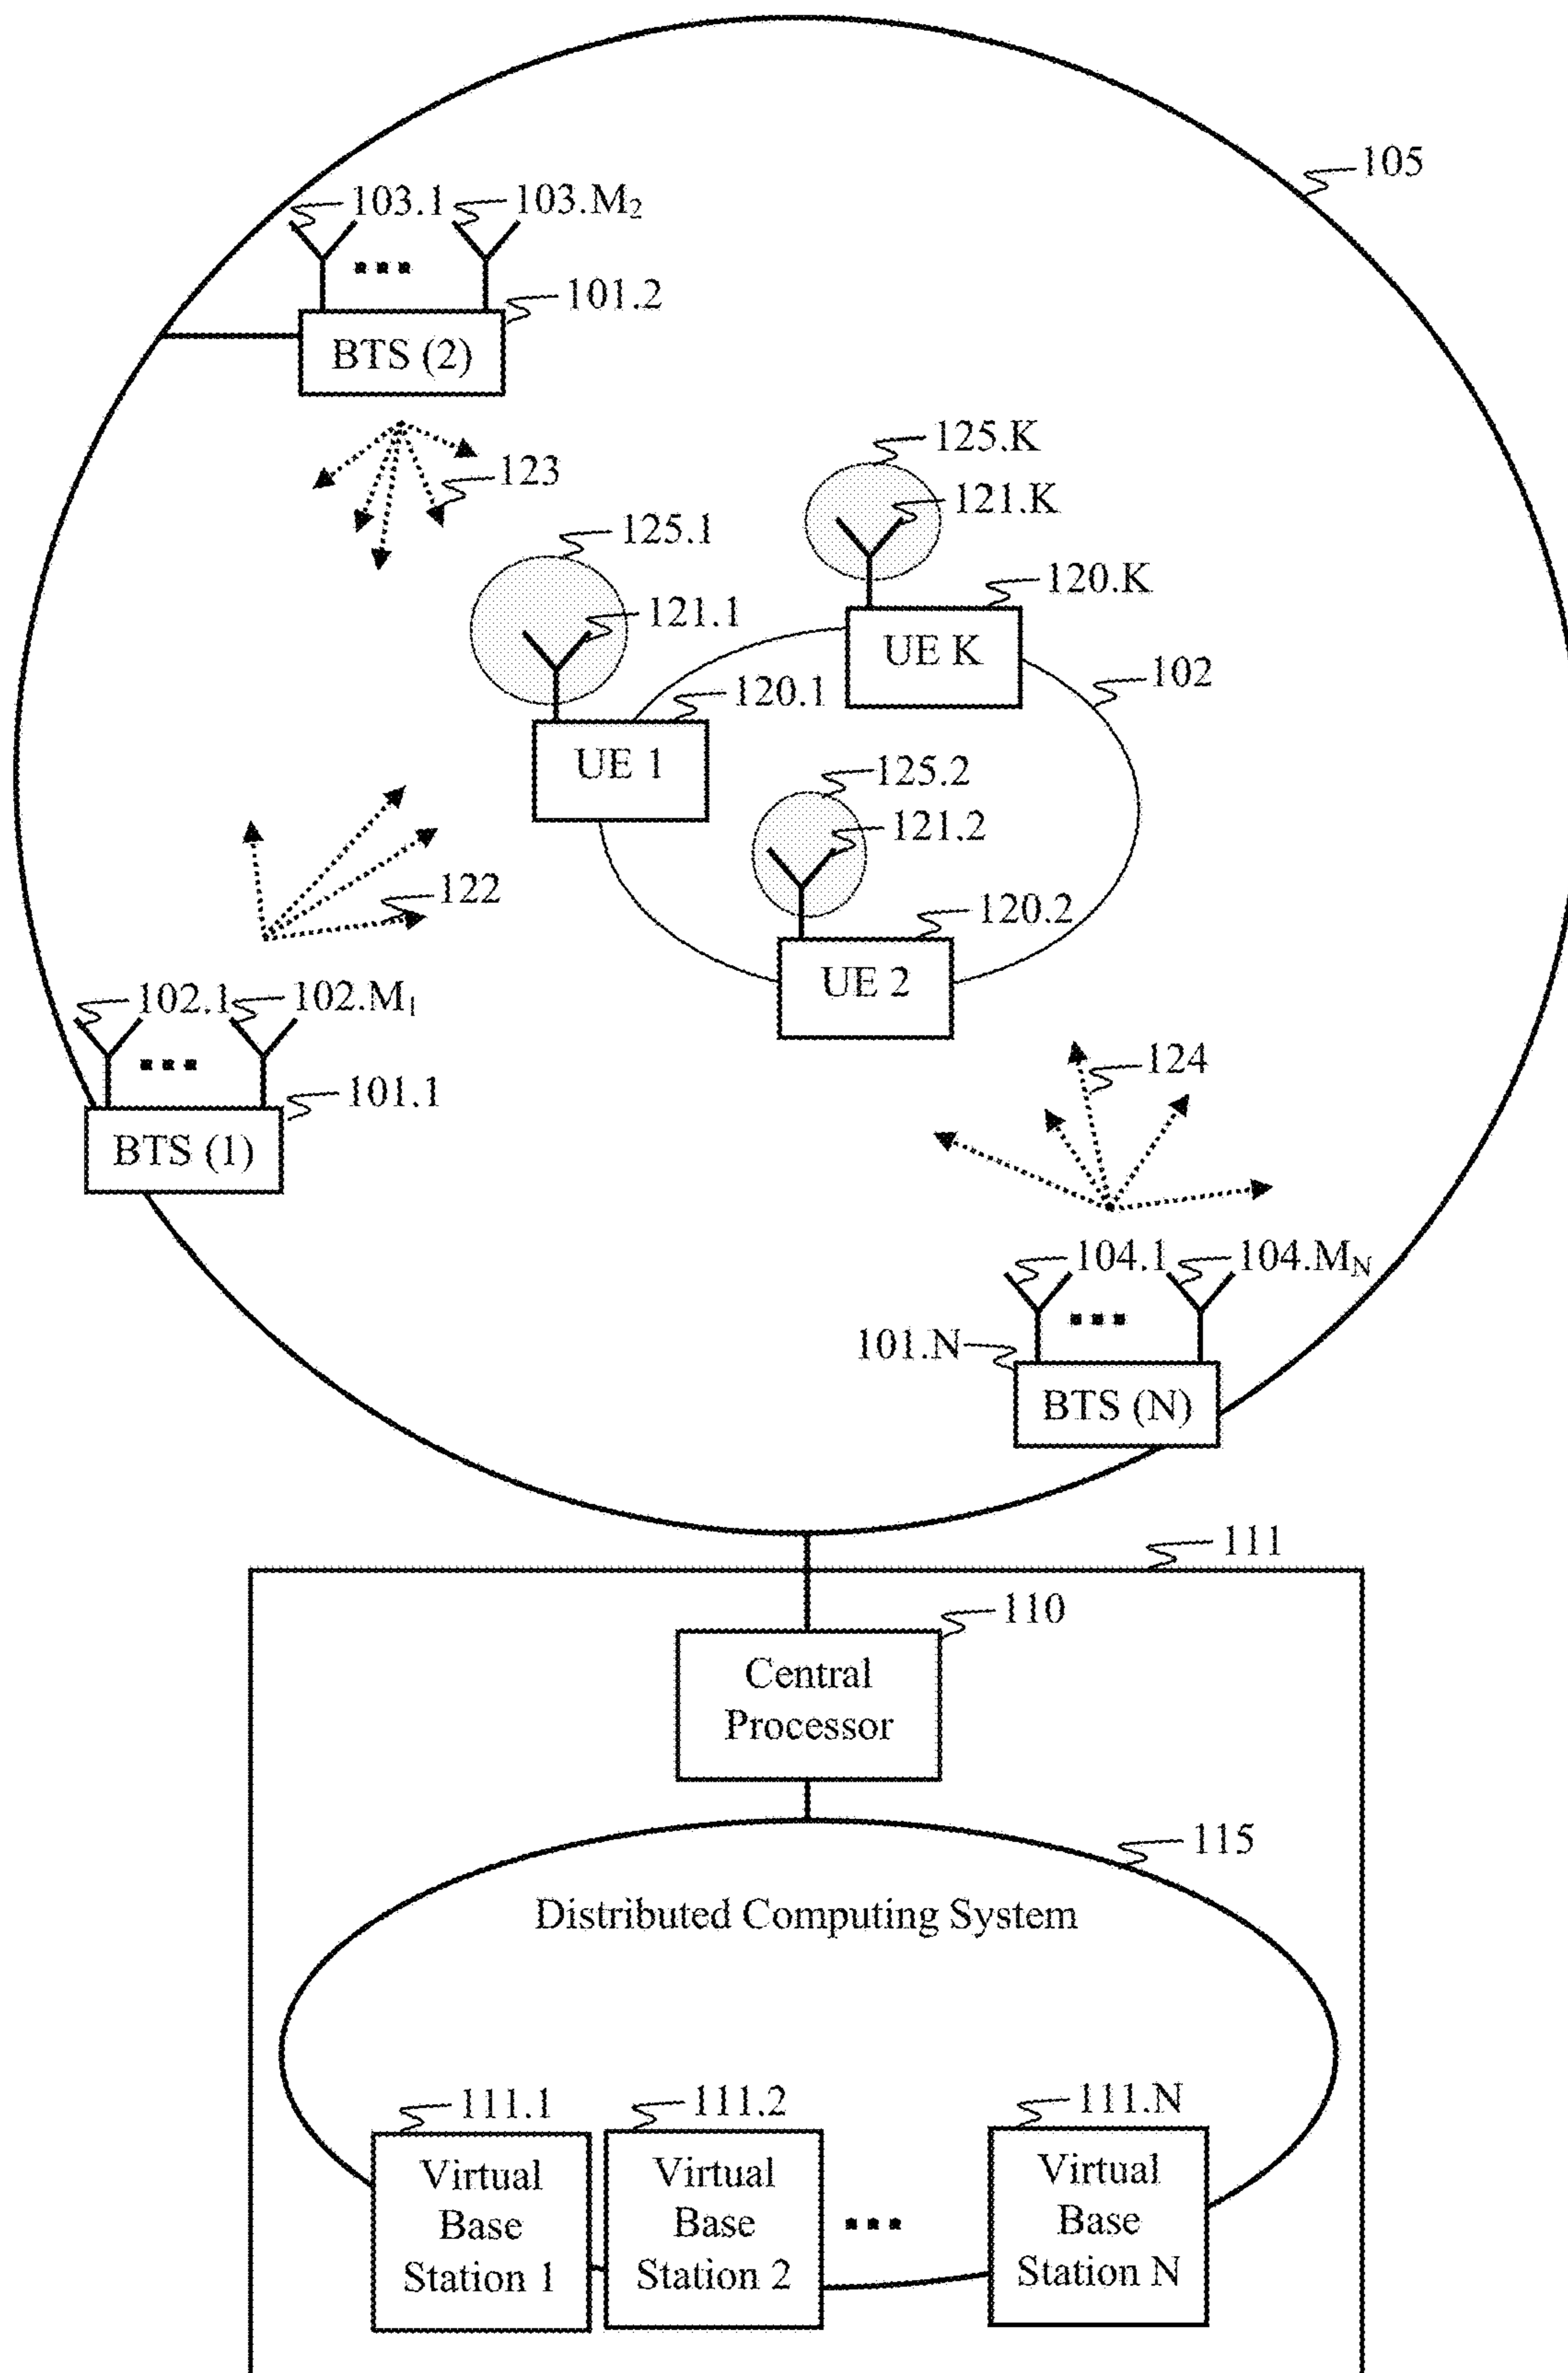 105
103.1
103.M₂
101.2
BTS (2)
123
125.K
121.K
125.1
120.K
121.1
UE K
102
120.1
UE 1
125.2
121.2
122
120.2
UE 2
102.1
102.M₁
124
101.1
BTS (1)
104.1
104.M_N
101.N
BTS (N)
111
110
Central
Processor
115
Distributed Computing System
111.1
111.2
111.N
Virtual
Base
Station 1
Virtual
Base
Station 2
Virtual
Base
Station N